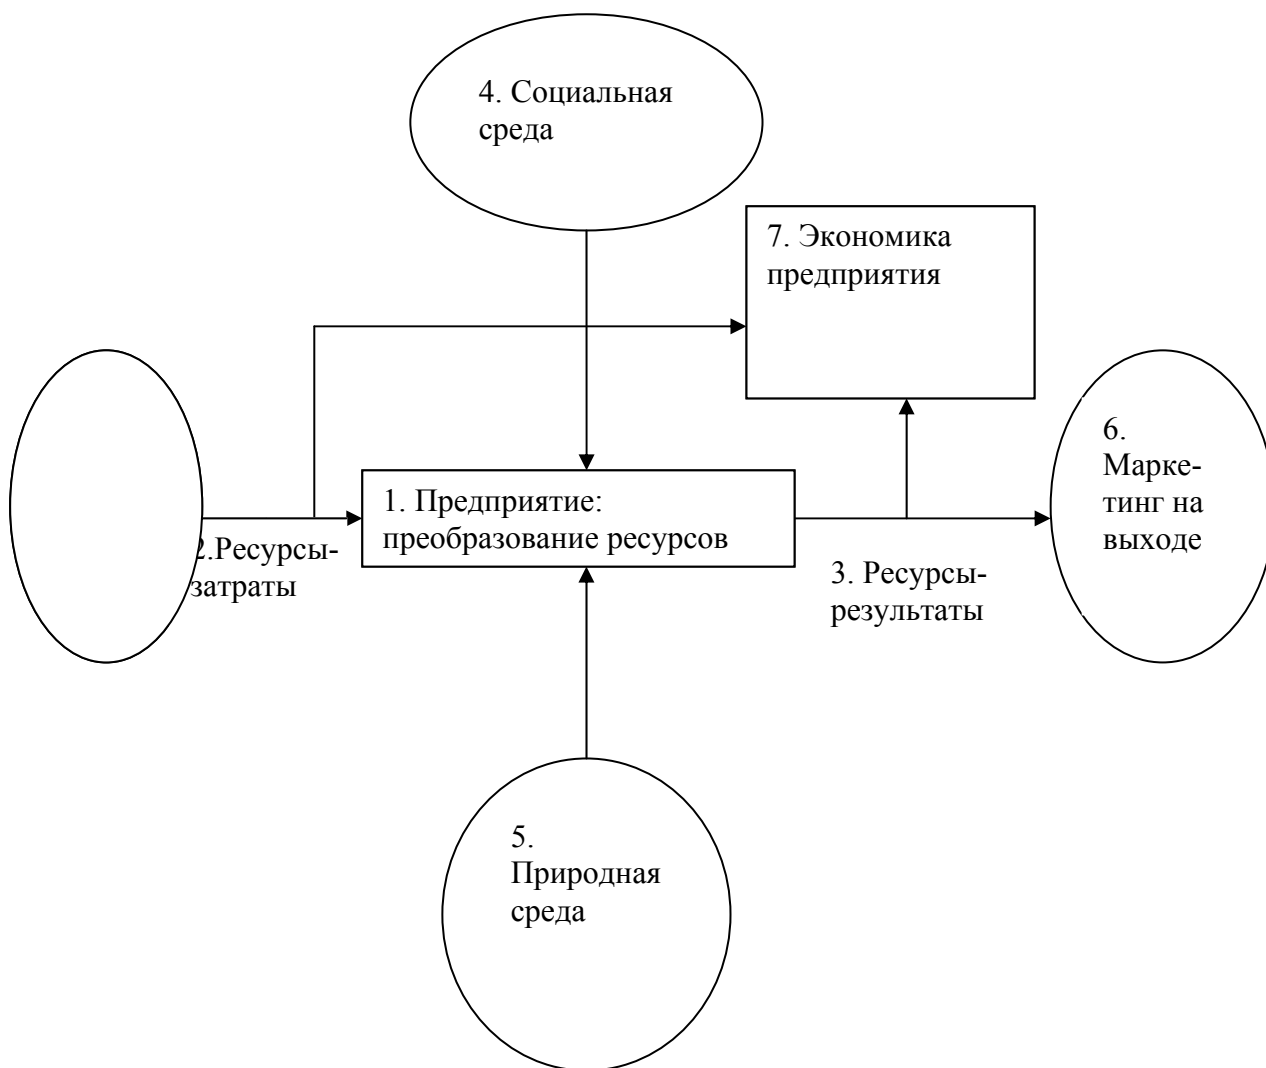 4. Социальная
среда
7. Экономика
предприятия
6.
Марке-
тинг на
выходе
1. Предприятие:
преобразование ресурсов
2.Ресурсы-
затраты
3. Ресурсы-
результаты
5.
Природная
среда